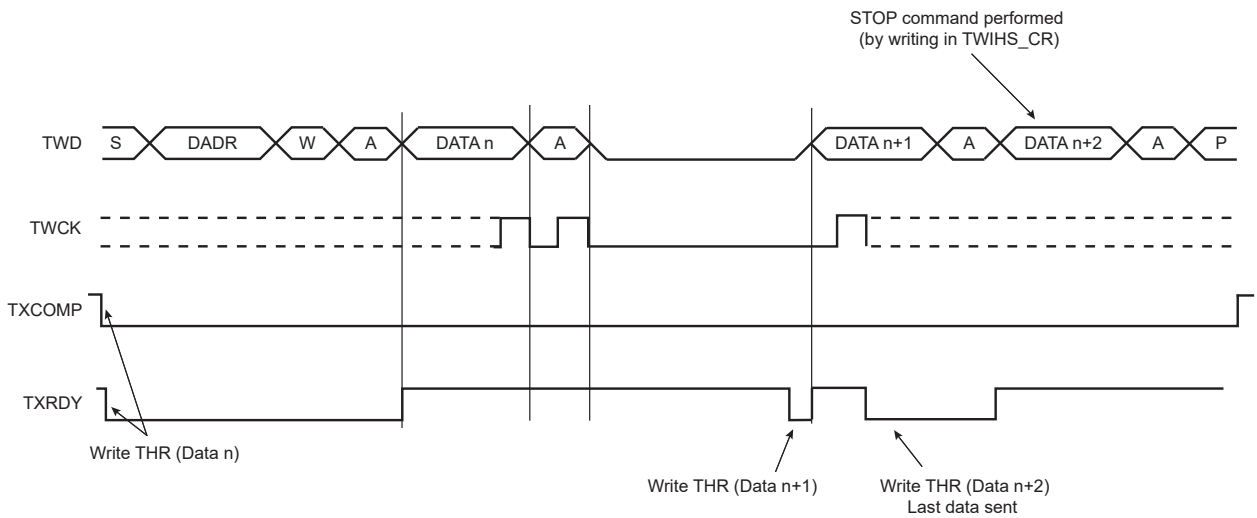 STOP command performed
(by writing in TWIHS_CR)
TWD S DADR W A DATA n A DATA n+1 A DATA n+2 A P
TWCK
TXCOMP
TXRDY
Write THR (Data n)
Write THR (Data n+1) Write THR (Data n+2)
Last data sent